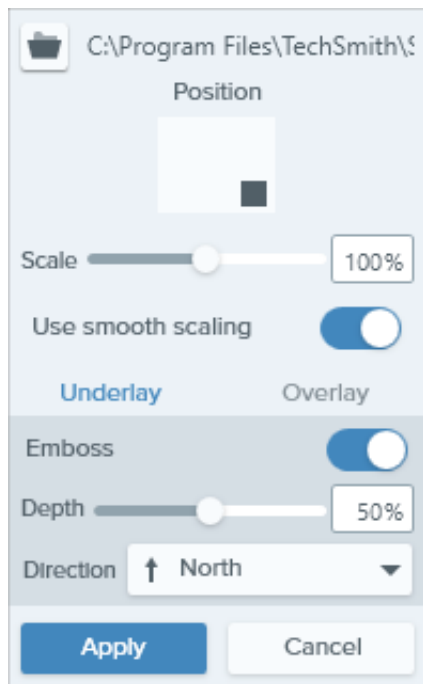 C:\Program Files\TechSmith\S
Position
Scale 100%
Use smooth scaling
Underlay Overlay
Emboss
Depth 50%
Direction North
Apply Cancel